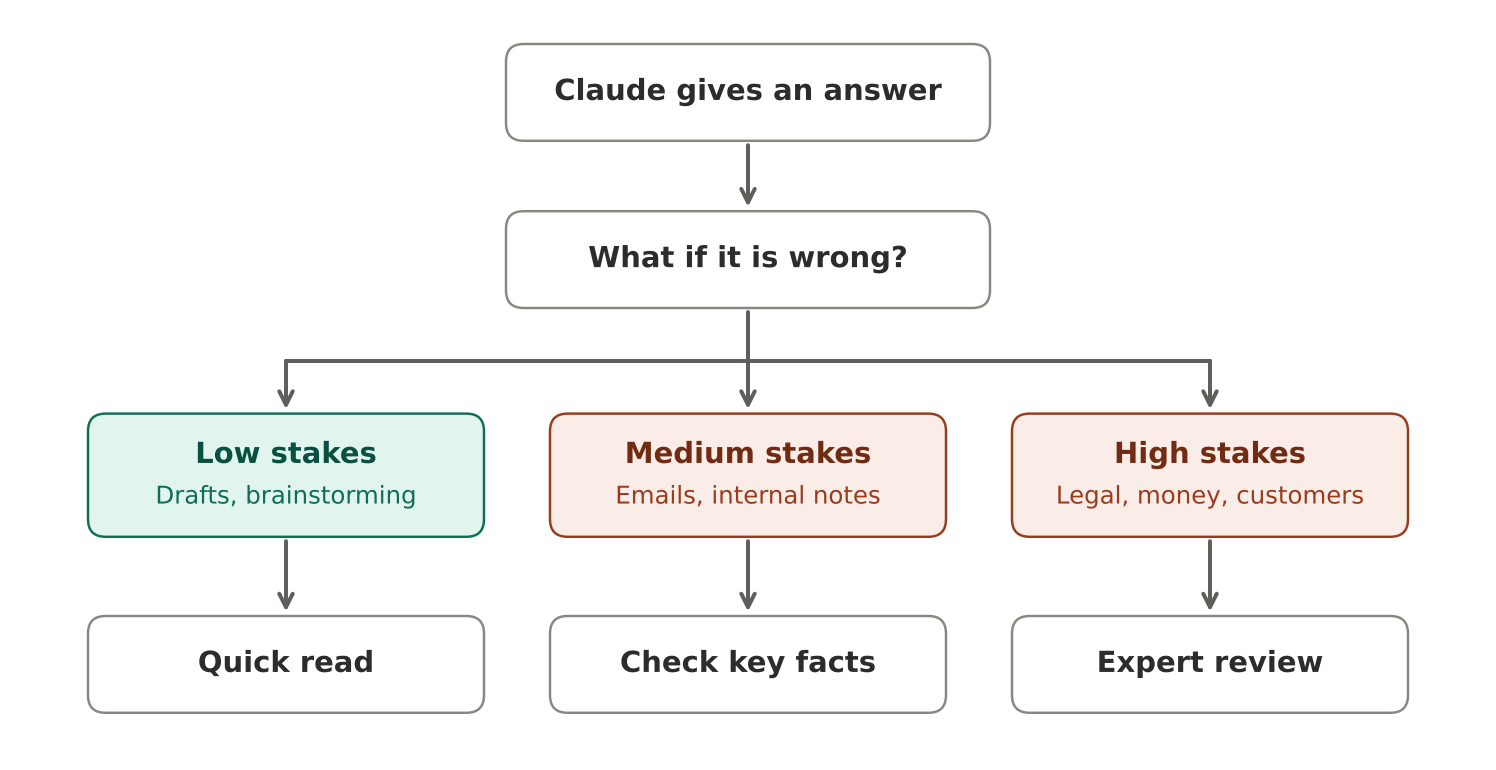 Claude gives an answer
What if it is wrong?
Low stakes
Drafts, brainstorming
Medium stakes
Emails, internal notes
High stakes
Legal, money, customers
Quick read
Check key facts
Expert review